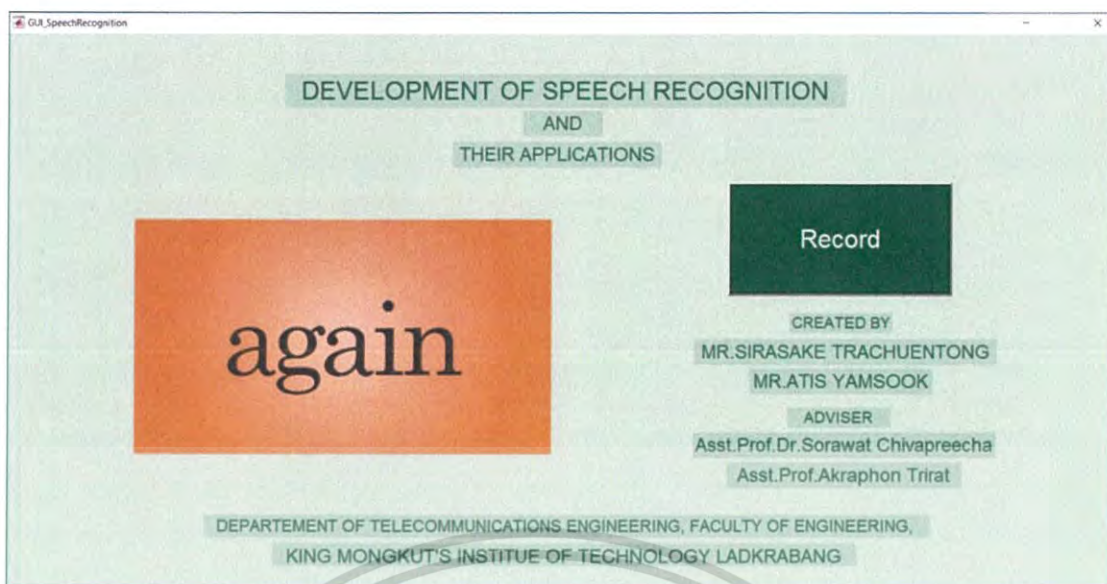 GUI_SpeechRecognition
DEVELOPMENT OF SPEECH RECOGNITION
AND
THEIR APPLICATIONS
Record
again
CREATED BY
MR.SIRASAKE TRACHUENTONG
MR.ATIS YAMSOOK
ADVISER
Asst.Prof.Dr.Sorawat Chivapreecha
Asst.Prof.Akraphon Trirat
DEPARTEMENT OF TELECOMMUNICATIONS ENGINEERING, FACULTY OF ENGINEERING,
KING MONGKUT'S INSTITUE OF TECHNOLOGY LADKRABANG